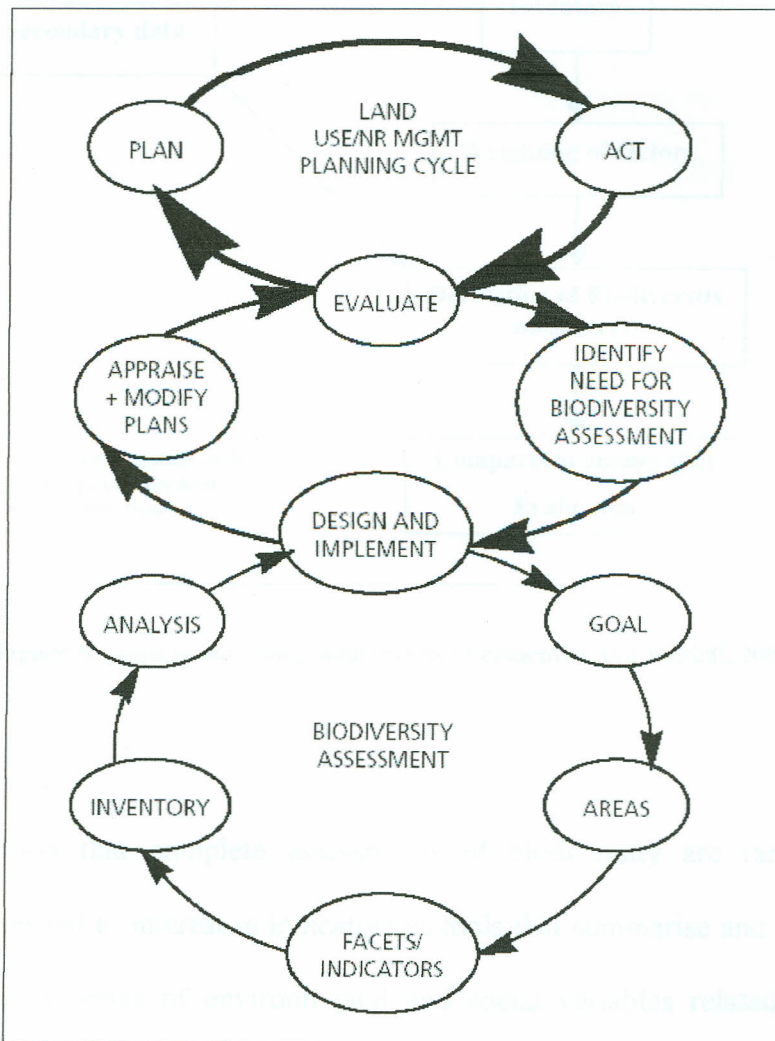 secondary data
LAND
USE/NR MGMT
PLANNING CYCLE
PLAN
ACT
EVALUATE
APPRAISE
+ MODIFY
PLANS
IDENTIFY
NEED FOR
BIODIVERSITY
ASSESSMENT
DESIGN AND
IMPLEMENT
ANALYSIS
GOAL
BIODIVERSITY
ASSESSMENT
INVENTORY
AREAS
FACETS/
INDICATORS